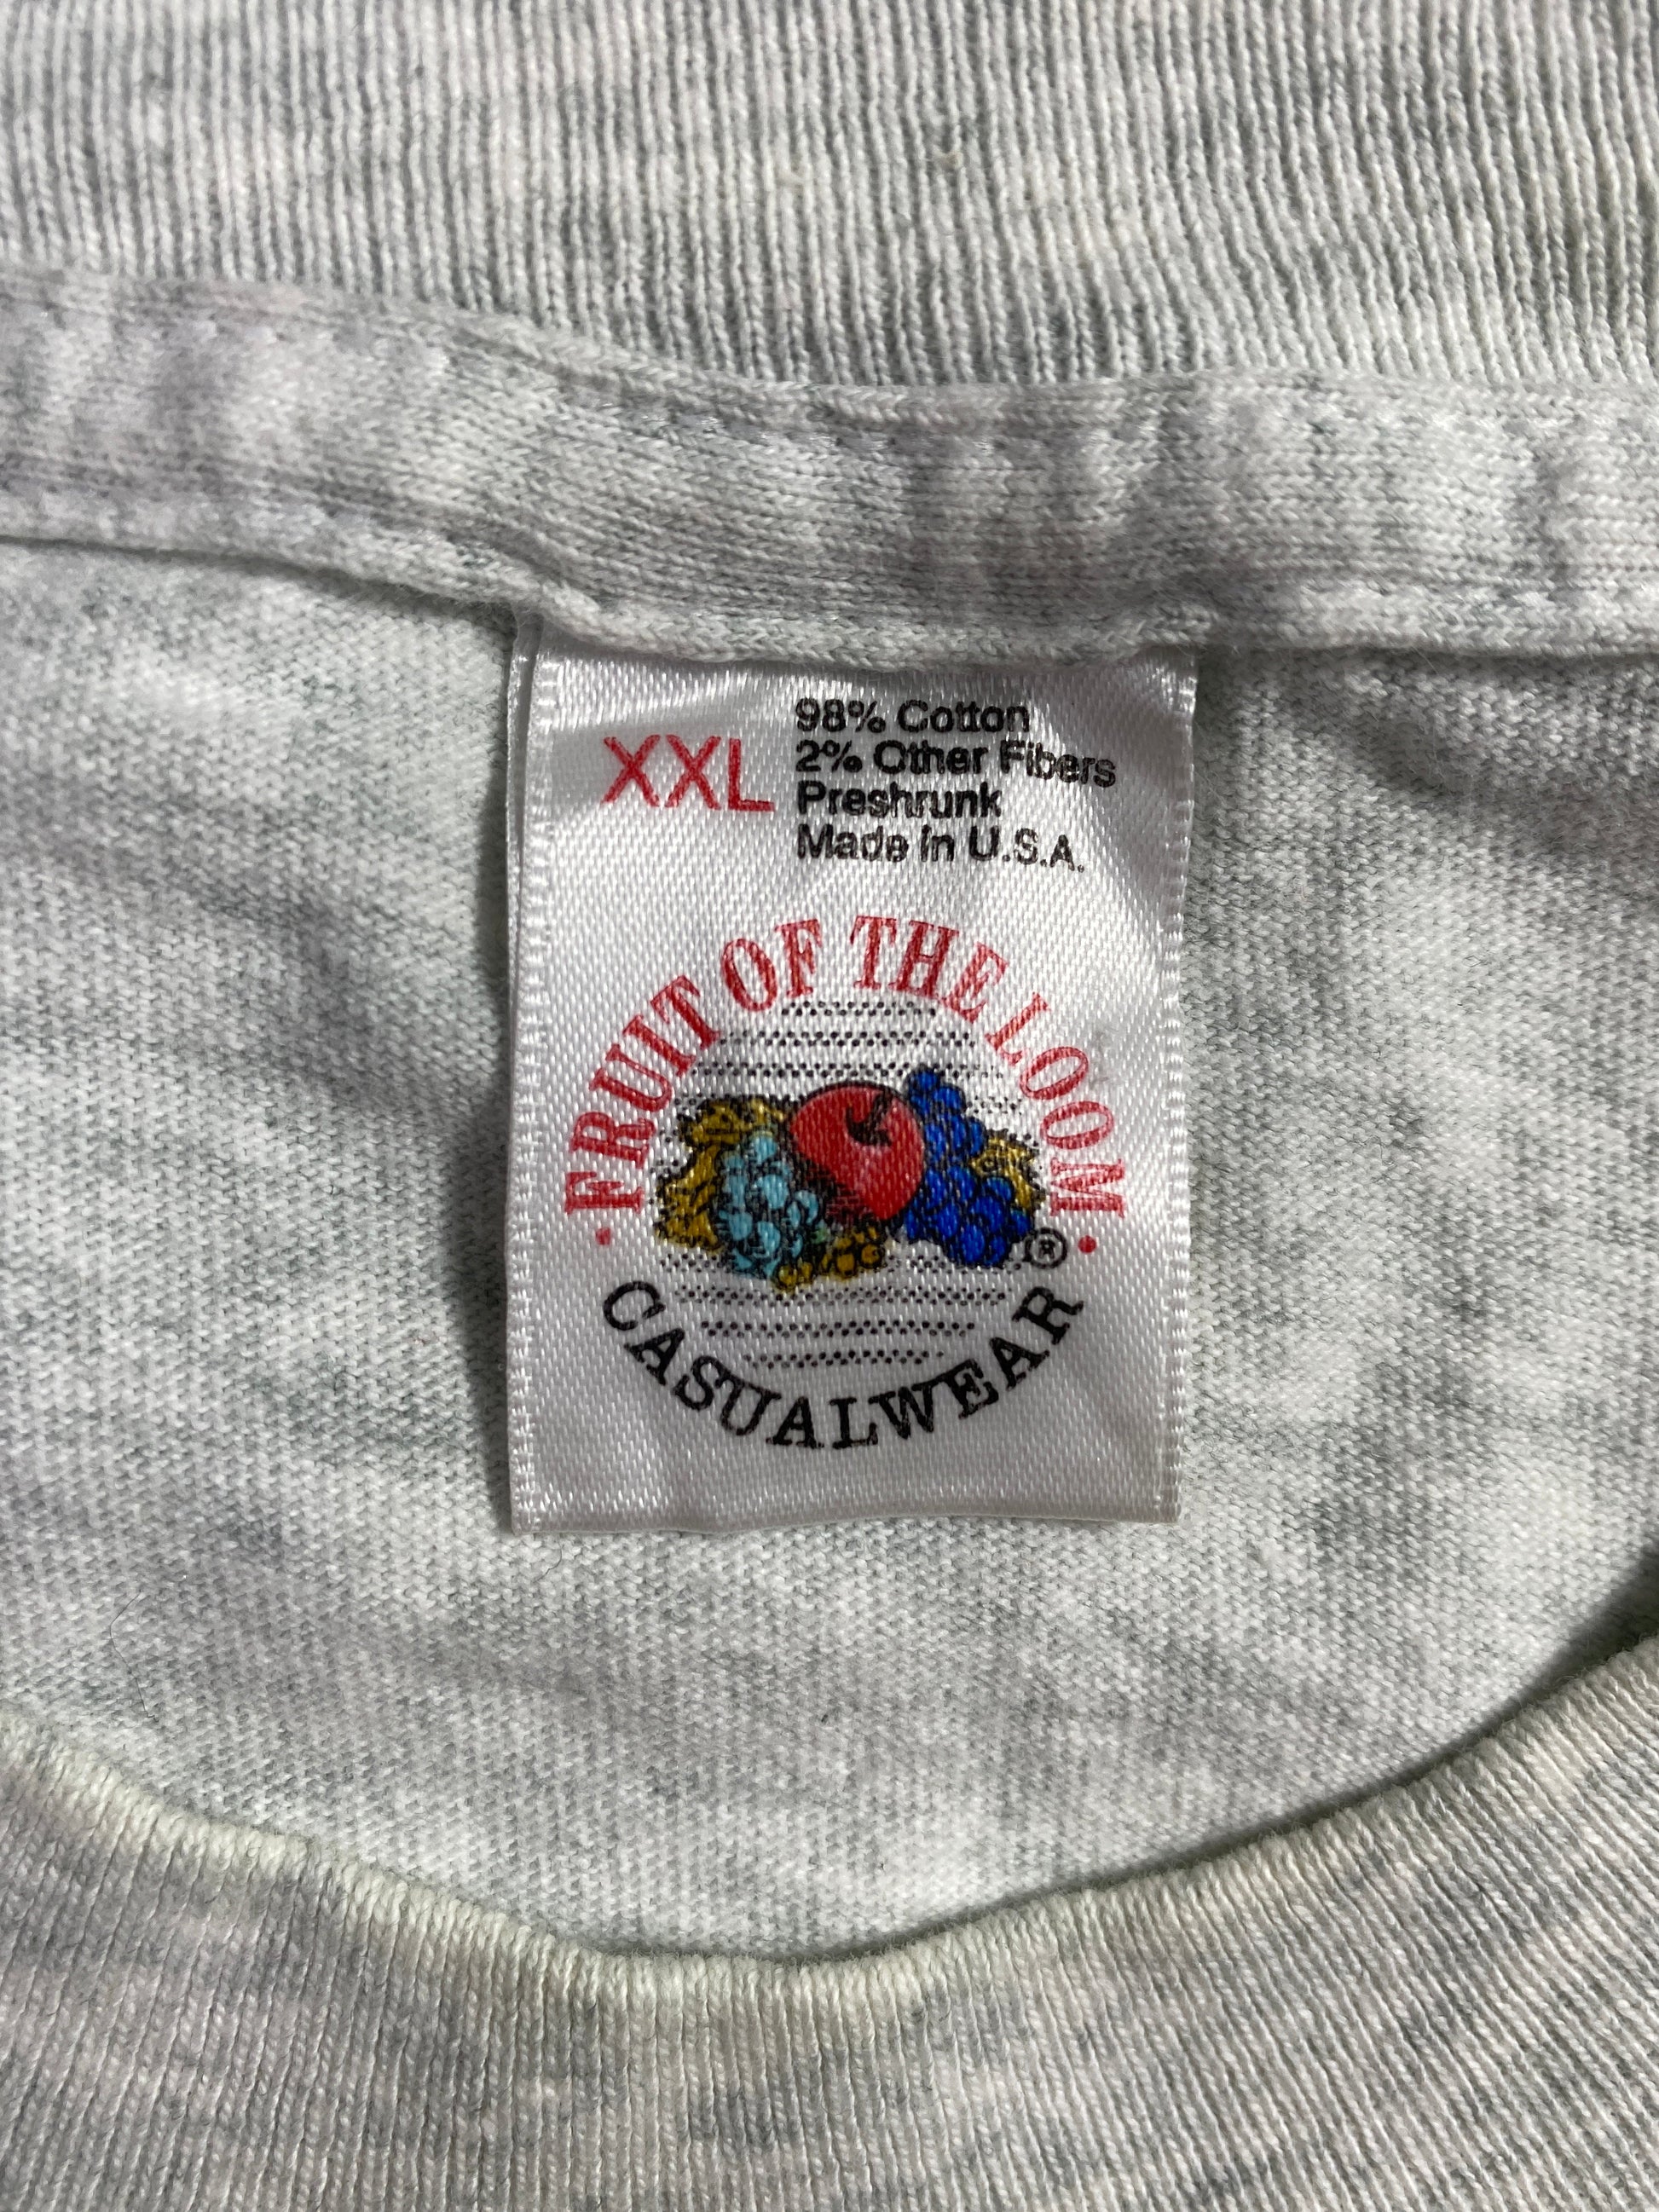 XXL
98% Cotton
2% Other Fibers
Preshrunk
Made in U.S.A.
• FRUIT OF THE LOOM •
®
CASUALWEAR